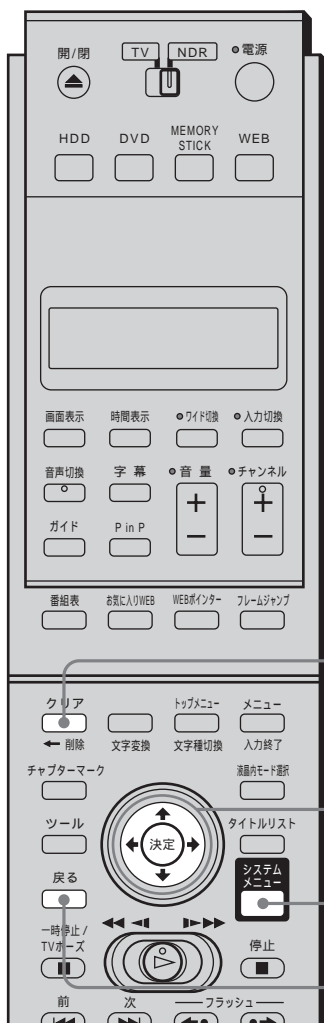 開/閉 TV NDR 電源
HDD DVD MEMORY STICK WEB
画面表示 時間表示 ワイド切換 入力切換
音声切換 字幕 音量 チャンネル
＋ ＋
ガイド P in P
－ －
番組表 お気に入りWEB WEBポインター フレームジャンプ
クリア トップメニュー メニュー
← 削除 文字変換 文字種切換 入力終了
チャプターマーク 液晶内モード選択
ツール タイトルリスト
決定
戻る システムメニュー
一時停止/TVポーズ 停止
前 次 フラッシュ